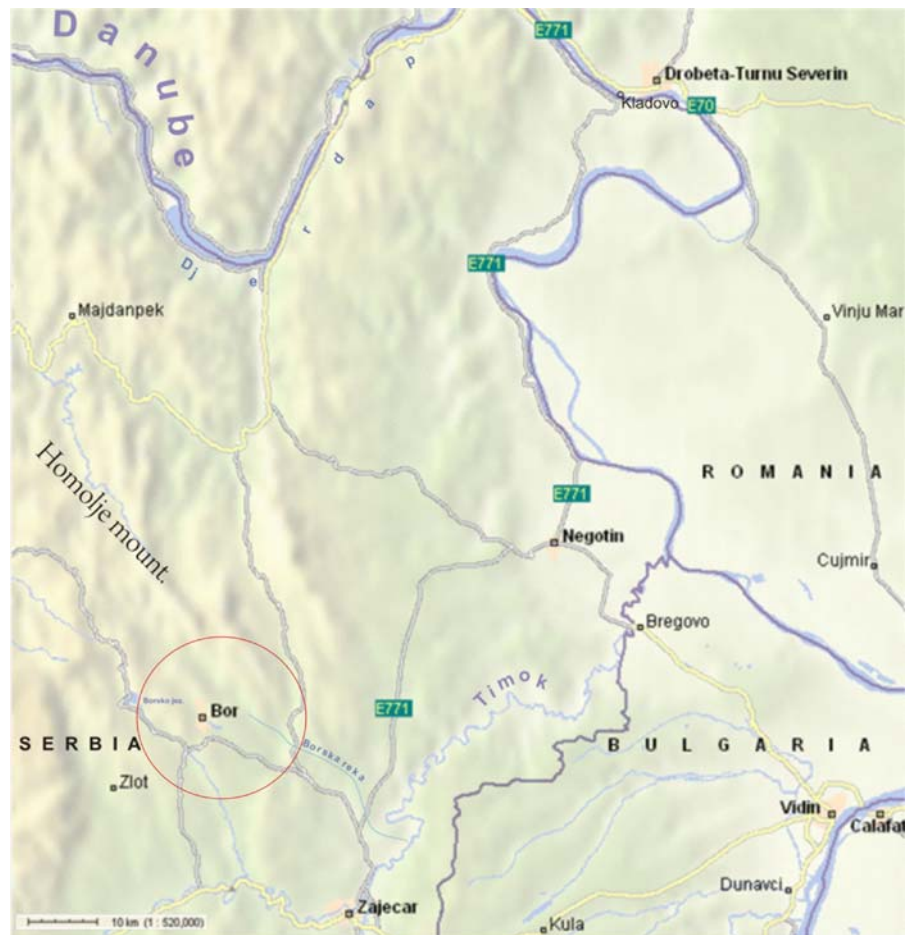 Danube
E771
Drobeta-Turnu Severin
Kladovo
E70
Djerdap
E771
Majdanpek
Vinju Mar
Homolje mount.
ROMANIA
E771
Negotin
Cujmir
Bregovo
Timok
Borsko jez.
Bor
E771
SERBIA
Borska reka
BULGARIA
Zlot
Vidin
Calafat
Dunavci
Zajecar
Kula
10 km (1 : 520,000)